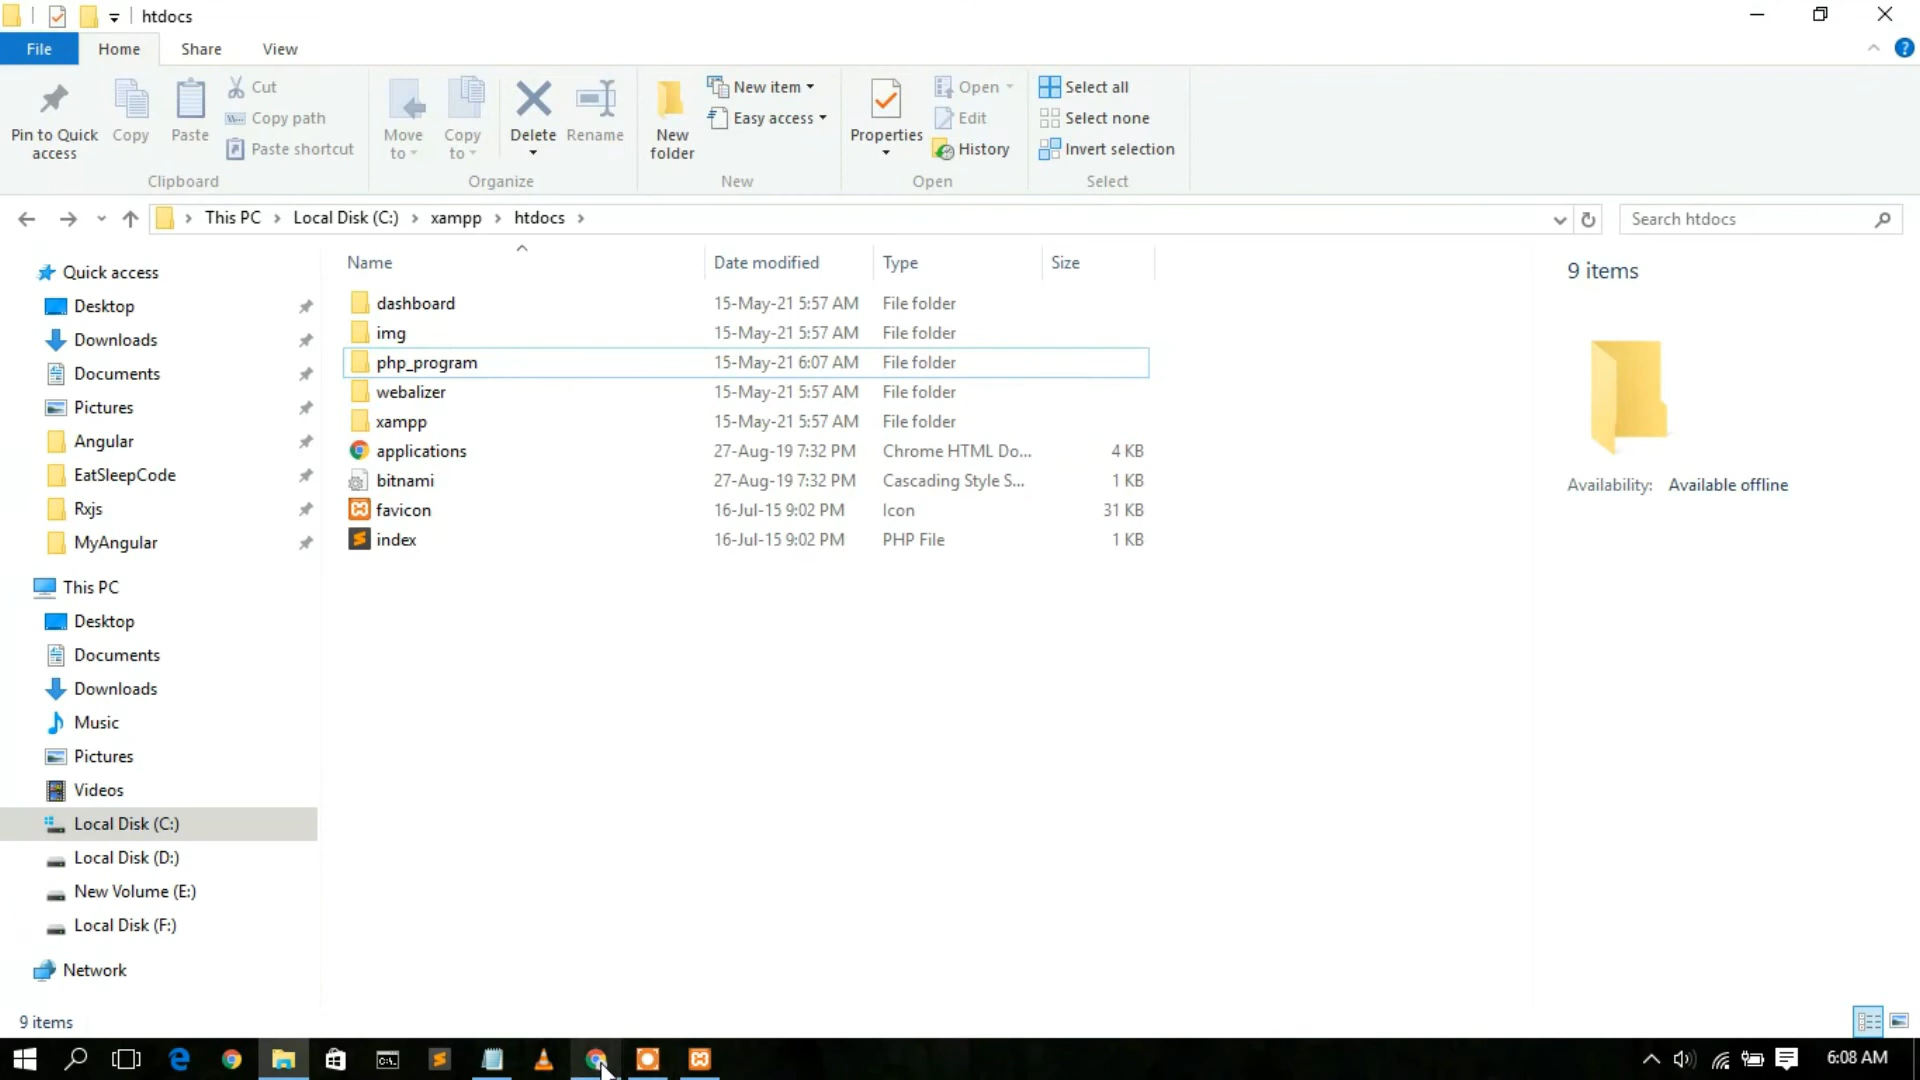 htdocs
File Home Share View
Pin to Quick access
Copy
Paste
Cut
Copy path
Paste shortcut
Clipboard
Move to
Copy to
Delete
Rename
Organize
New folder
New item
Easy access
New
Properties
Open
Edit
History
Open
Select all
Select none
Invert selection
Select
This PC > Local Disk (C:) > xampp > htdocs >
Search htdocs
Quick access
Desktop
Downloads
Documents
Pictures
Angular
EatSleepCode
Rxjs
MyAngular
This PC
Desktop
Documents
Downloads
Music
Pictures
Videos
Local Disk (C:)
Local Disk (D:)
New Volume (E:)
Local Disk (F:)
Network
Name Date modified Type Size
dashboard 15-May-21 5:57 AM File folder
img 15-May-21 5:57 AM File folder
php_program 15-May-21 6:07 AM File folder
webalizer 15-May-21 5:57 AM File folder
xampp 15-May-21 5:57 AM File folder
applications 27-Aug-19 7:32 PM Chrome HTML Do... 4 KB
bitnami 27-Aug-19 7:32 PM Cascading Style S... 1 KB
favicon 16-Jul-15 9:02 PM Icon 31 KB
index 16-Jul-15 9:02 PM PHP File 1 KB
9 items
Availability: Available offline
9 items
6:08 AM